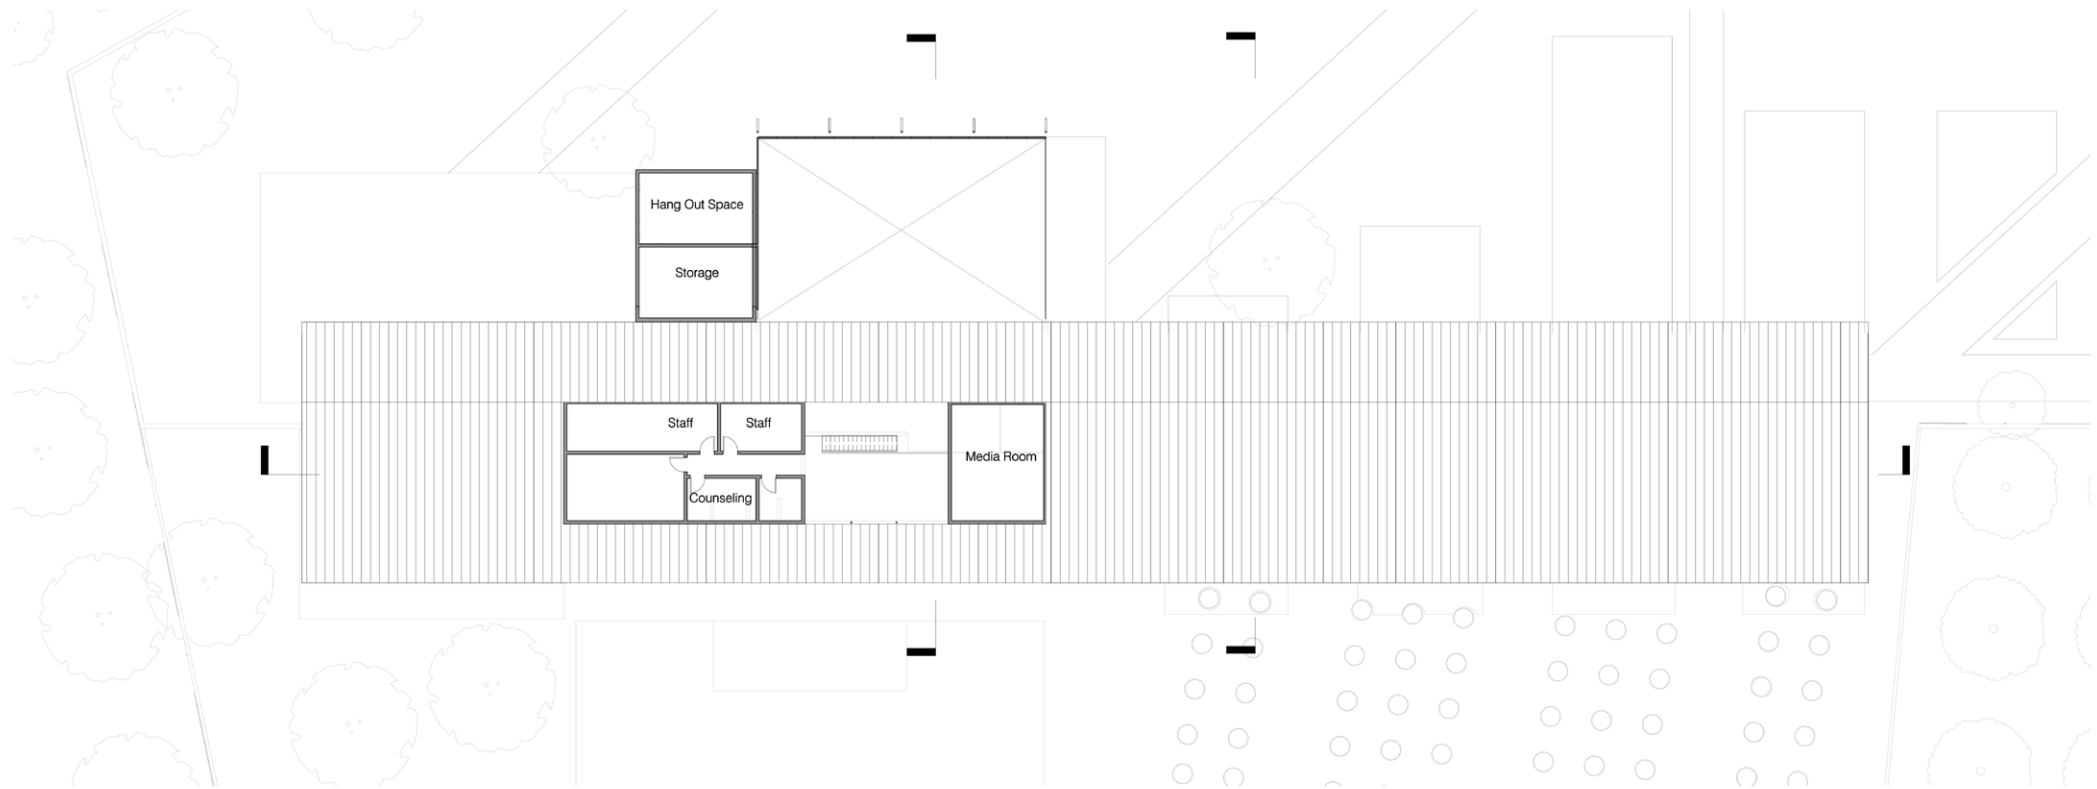 Hang Out Space
Storage
Staff
Staff
Media Room
Counseling